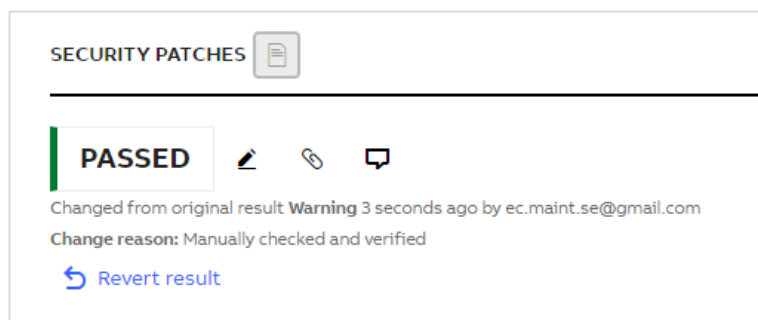 SECURITY PATCHES
PASSED
Changed from original result Warning 3 seconds ago by ec.maint.se@gmail.com
Change reason: Manually checked and verified
Revert result